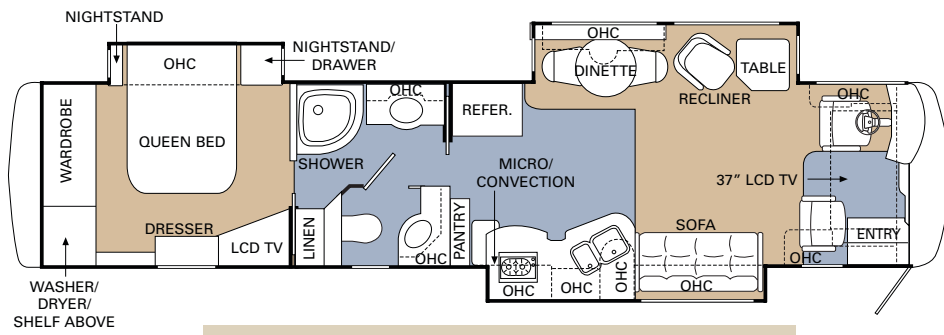 NIGHTSTAND
NIGHTSTAND/
DRAWER
OHC
QUEEN BED
WARDROBE
DRESSER
LCD TV
WASHER/
DRYER/
SHELF ABOVE
OHC
SHOWER
LINEN
OHC
PANTRY
REFER.
MICRO/
CONVECTION
OHC
OHC
OHC
OHC
DINETTE
RECLINER
TABLE
SOFA
OHC
OHC
37" LCD TV
ENTRY
OHC